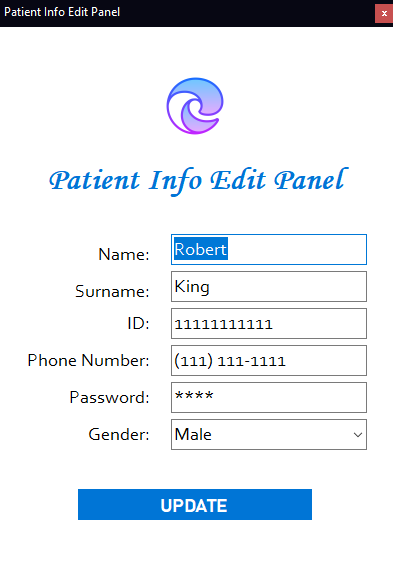 Patient Info Edit Panel
x
Patient Info Edit Panel
Name: Robert
Surname: King
ID: 11111111111
Phone Number: (111) 111-1111
Password: ****
Gender: Male
UPDATE